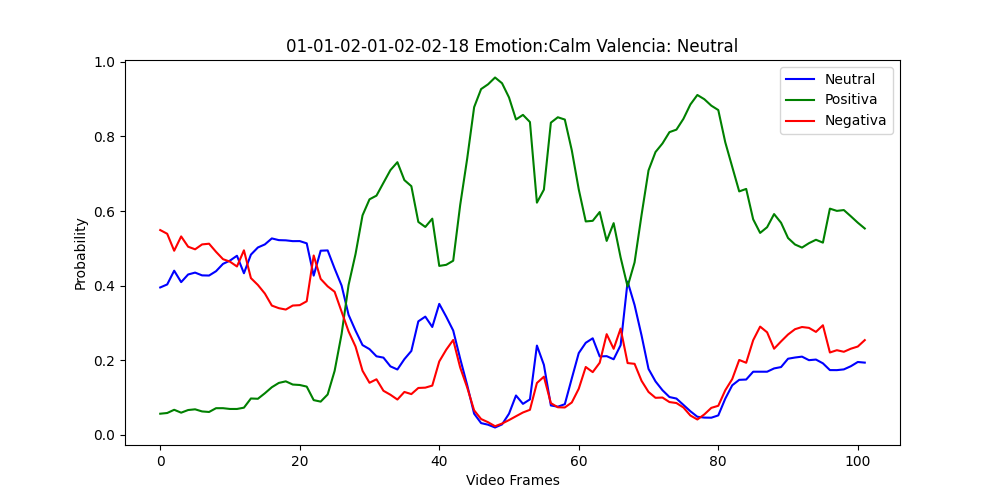 01-01-02-01-02-02-18 Emotion:Calm Valencia: Neutral
1.0
0.8
0.6
0.4
0.2
0.0
Probability
Neutral
Positiva
Negativa
0 20 40 60 80 100
Video Frames